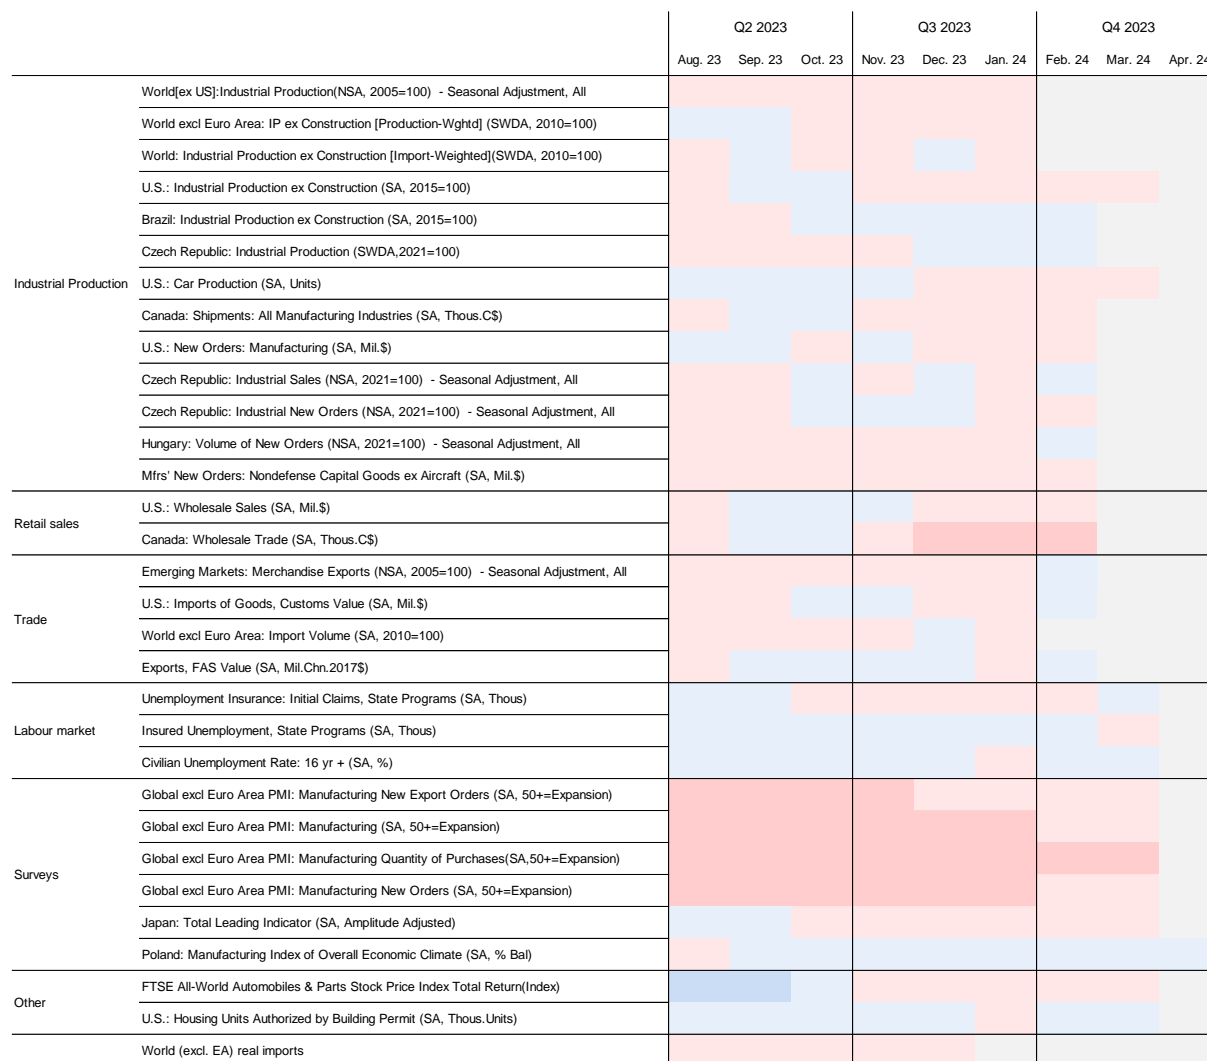 Q2 2023 Q3 2023 Q4 2023
Aug. 23 Sep. 23 Oct. 23 Nov. 23 Dec. 23 Jan. 24 Feb. 24 Mar. 24 Apr. 24
World[ex US]:Industrial Production(NSA, 2005=100)  - Seasonal Adjustment, All
World excl Euro Area: IP ex Construction [Production-Wghtd] (SWDA, 2010=100)
World: Industrial Production ex Construction [Import-Weighted](SWDA, 2010=100)
U.S.: Industrial Production ex Construction (SA, 2015=100)
Brazil: Industrial Production ex Construction (SA, 2015=100)
Czech Republic: Industrial Production (SWDA,2021=100)
Industrial Production U.S.: Car Production (SA, Units)
Canada: Shipments: All Manufacturing Industries (SA, Thous.C$)
U.S.: New Orders: Manufacturing (SA, Mil.$)
Czech Republic: Industrial Sales (NSA, 2021=100)  - Seasonal Adjustment, All
Czech Republic: Industrial New Orders (NSA, 2021=100)  - Seasonal Adjustment, All
Hungary: Volume of New Orders (NSA, 2021=100)  - Seasonal Adjustment, All
Mfrs' New Orders: Nondefense Capital Goods ex Aircraft (SA, Mil.$)
Retail sales
U.S.: Wholesale Sales (SA, Mil.$)
Canada: Wholesale Trade (SA, Thous.C$)
Trade
Emerging Markets: Merchandise Exports (NSA, 2005=100)  - Seasonal Adjustment, All
U.S.: Imports of Goods, Customs Value (SA, Mil.$)
World excl Euro Area: Import Volume (SA, 2010=100)
Exports, FAS Value (SA, Mil.Chn.2017$)
Labour market
Unemployment Insurance: Initial Claims, State Programs (SA, Thous)
Insured Unemployment, State Programs (SA, Thous)
Civilian Unemployment Rate: 16 yr + (SA, %)
Surveys
Global excl Euro Area PMI: Manufacturing New Export Orders (SA, 50+=Expansion)
Global excl Euro Area PMI: Manufacturing (SA, 50+=Expansion)
Global excl Euro Area PMI: Manufacturing Quantity of Purchases(SA,50+=Expansion)
Global excl Euro Area PMI: Manufacturing New Orders (SA, 50+=Expansion)
Japan: Total Leading Indicator (SA, Amplitude Adjusted)
Poland: Manufacturing Index of Overall Economic Climate (SA, % Bal)
Other
FTSE All-World Automobiles & Parts Stock Price Index Total Return(Index)
U.S.: Housing Units Authorized by Building Permit (SA, Thous.Units)
World (excl. EA) real imports